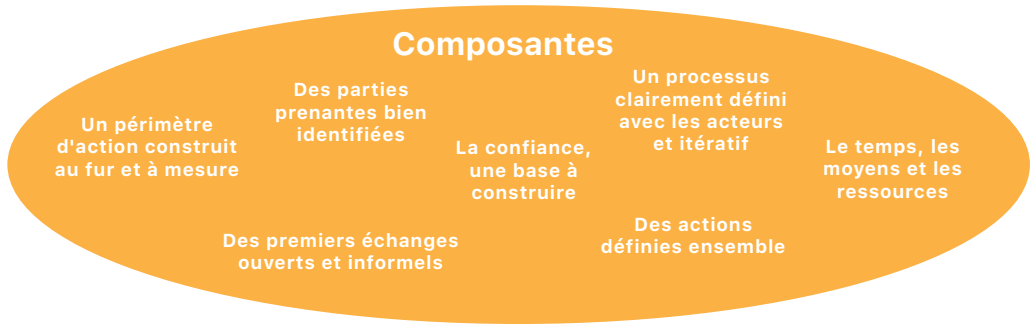 Composantes
Un périmètre
d'action construit
au fur et à mesure
Des parties
prenantes bien
identifiées
La confiance,
une base à
construire
Un processus
clairement défini
avec les acteurs
et itératif
Le temps, les
moyens et les
ressources
Des premiers échanges
ouverts et informels
Des actions
définies ensemble